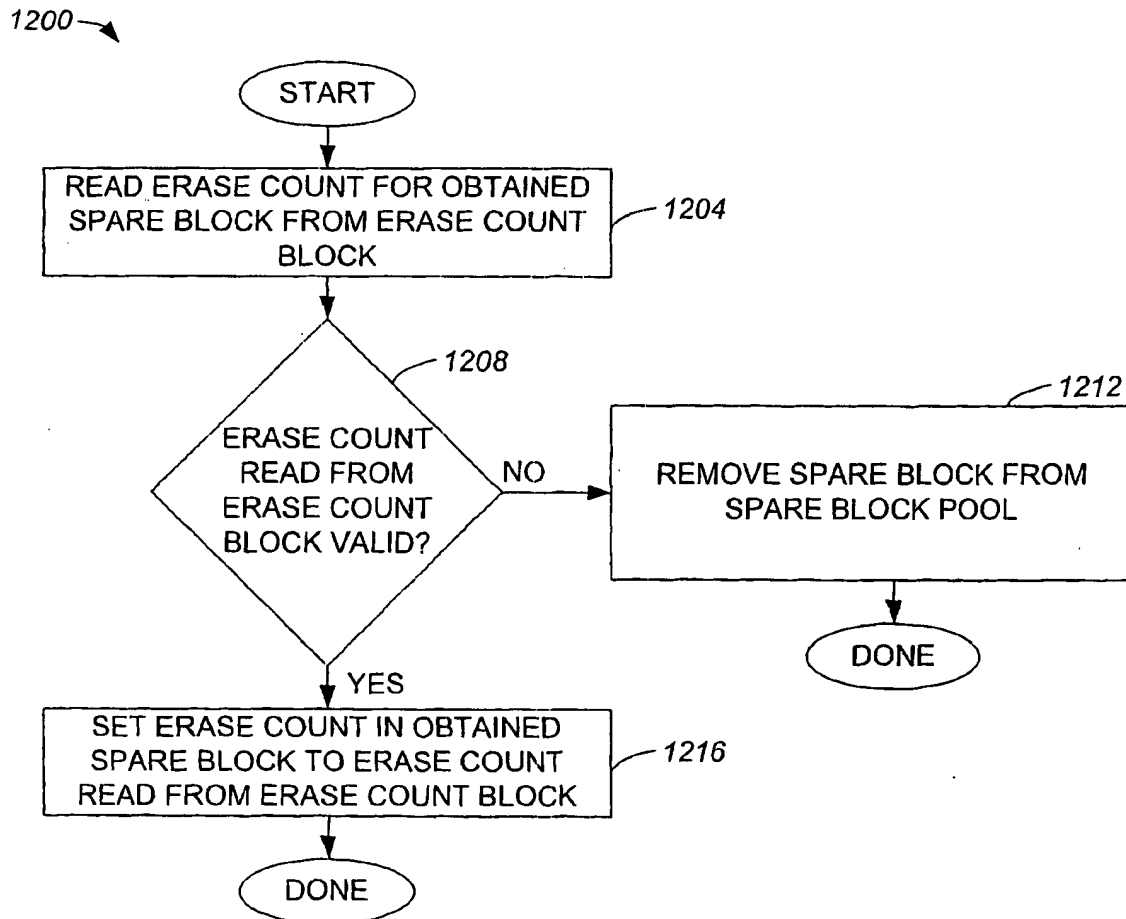 1200
START
READ ERASE COUNT FOR OBTAINED
SPARE BLOCK FROM ERASE COUNT
BLOCK
1204
1208
ERASE COUNT
READ FROM
ERASE COUNT
BLOCK VALID?
NO
1212
REMOVE SPARE BLOCK FROM
SPARE BLOCK POOL
DONE
YES
SET ERASE COUNT IN OBTAINED
SPARE BLOCK TO ERASE COUNT
READ FROM ERASE COUNT BLOCK
1216
DONE